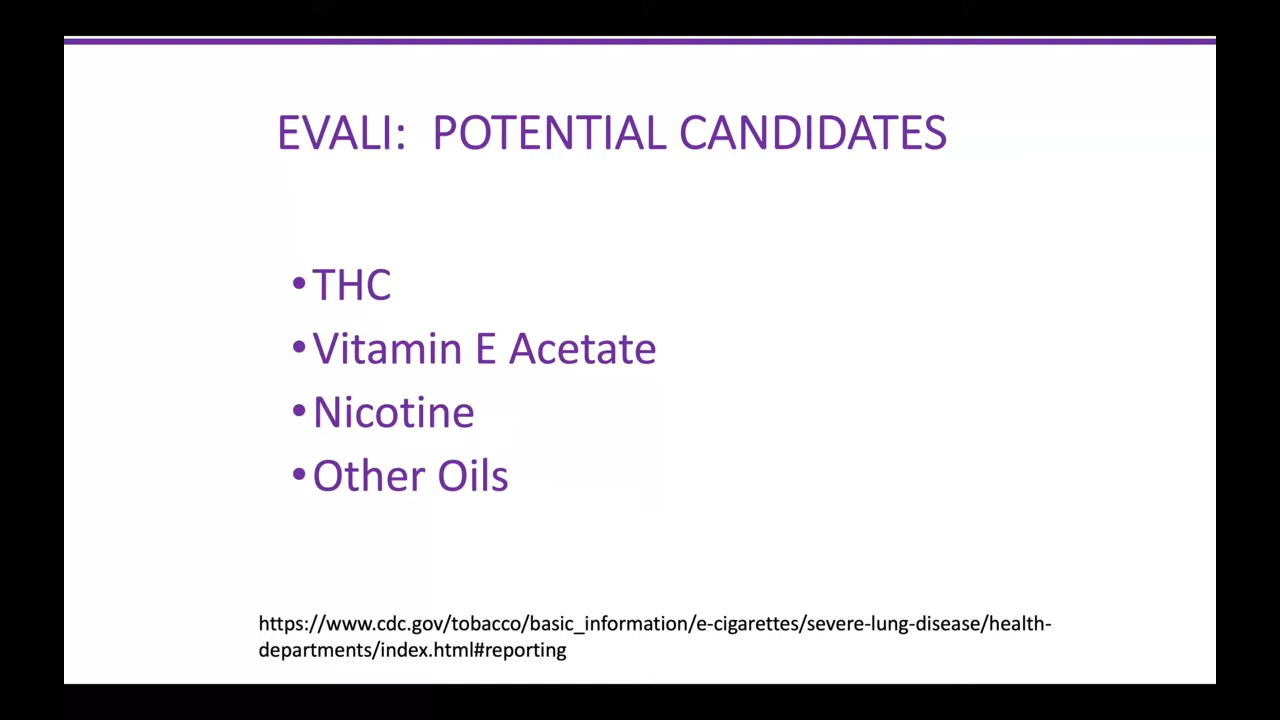 EVALI: POTENTIAL CANDIDATES
•THC
•Vitamin E Acetate
•Nicotine
•Other Oils
https://www.cdc.gov/tobacco/basic_information/e-cigarettes/severe-lung-disease/health-
departments/index.html#reporting